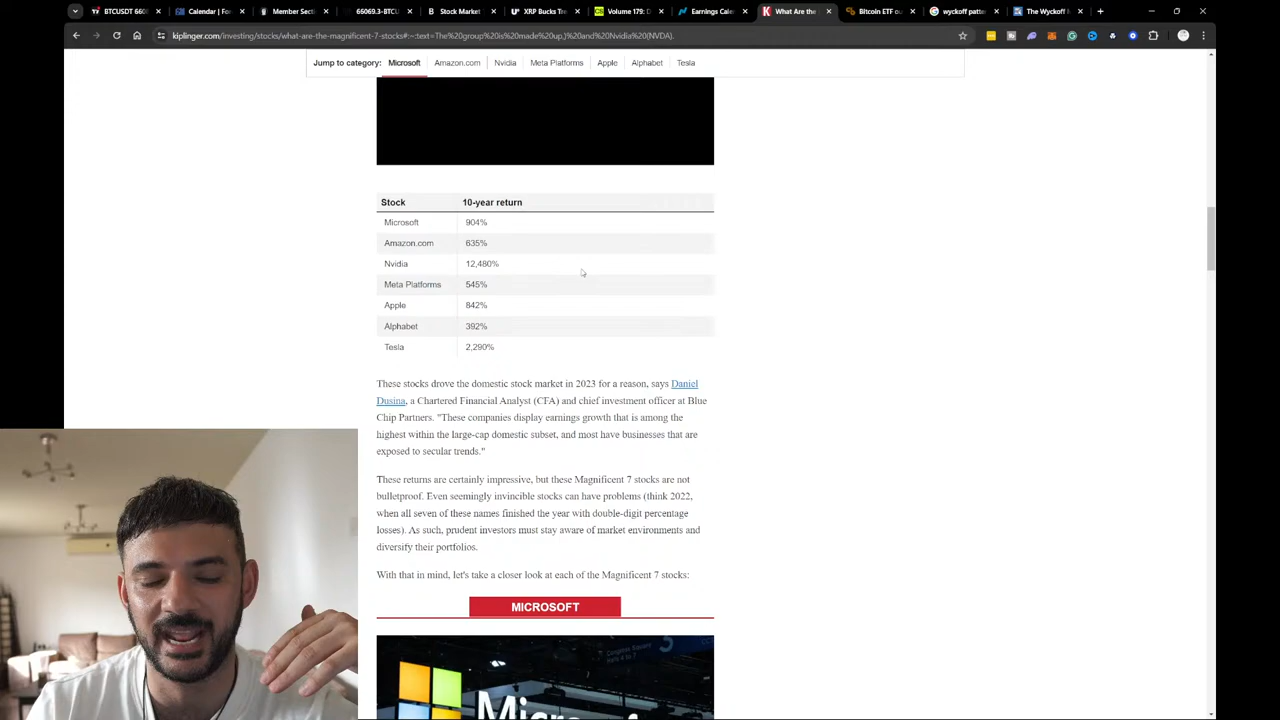 BTCUSDT 660
Calendar | Fo
Member Secti
66069.3-BTCU
Stock Market
XRP Bucks Th
Volume 179: D
Earnings Cale
What Are the
Bitcoin ETF ou
wyckoff patte
The Wyckoff
kiplinger.com/investing/stocks/what-are-the-magnificent-7-stocks#:~:text=The%20group%20is%20made%20up,)%20and%20Nvidia%20(NVDA).
Jump to category: Microsoft Amazon.com Nvidia Meta Platforms Apple Alphabet Tesla
Stock 10-year return
Microsoft 904%
Amazon.com 635%
Nvidia 12,480%
Meta Platforms 545%
Apple 842%
Alphabet 392%
Tesla 2,290%
These stocks drove the domestic stock market in 2023 for a reason, says Daniel
Dusina, a Chartered Financial Analyst (CFA) and chief investment officer at Blue
Chip Partners. "These companies display earnings growth that is among the
highest within the large-cap domestic subset, and most have businesses that are
exposed to secular trends."
These returns are certainly impressive, but these Magnificent 7 stocks are not
bulletproof. Even seemingly invincible stocks can have problems (think 2022,
when all seven of these names finished the year with double-digit percentage
losses). As such, prudent investors must stay aware of market environments and
diversify their portfolios.
With that in mind, let's take a closer look at each of the Magnificent 7 stocks:
MICROSOFT